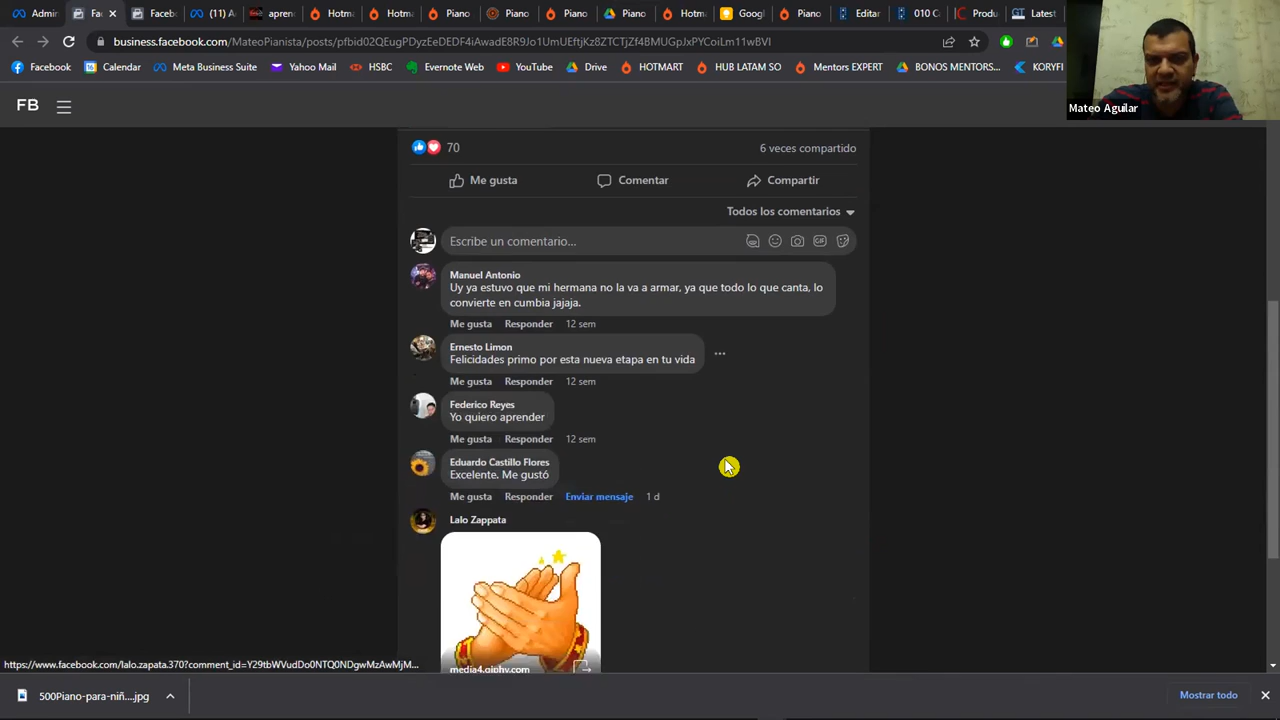 Admin
Fac
Faceb
(11) A
apren
Hotm
Hotm
Piano
Piano
Piano
Piano
Hotm
Googl
Piano
Editar
010 C
Produ
Latest
business.facebook.com/MateoPianista/posts/pfbid02QEugPDyzEeDEDF4iAwadE8R9Jo1UmUEftjKz8ZTCTjZf4BMUGpJxPYCoiLm11wBVl
Facebook
Calendar
Meta Business Suite
Yahoo Mail
HSBC
Evernote Web
YouTube
Drive
HOTMART
HUB LATAM SO
Mentors EXPERT
BONOS MENTORS...
KORYFI
Mateo Aguilar
FB
70
6 veces compartido
Me gusta
Comentar
Compartir
Todos los comentarios
Escribe un comentario...
Manuel Antonio
Uy ya estuvo que mi hermana no la va a armar, ya que todo lo que canta, lo
convierte en cumbia jajaja.
Me gusta Responder 12 sem
Ernesto Limon
Felicidades primo por esta nueva etapa en tu vida
Me gusta Responder 12 sem
Federico Reyes
Yo quiero aprender
Me gusta Responder 12 sem
Eduardo Castillo Flores
Excelente. Me gustó
Me gusta Responder Enviar mensaje 1 d
Lalo Zappata
media4.giphy.com
https://www.facebook.com/lalo.zapata.370?comment_id=Y29tbWVudDo0NTQ0NDgwMzAwMjM...
500Piano-para-niñ....jpg
Mostrar todo